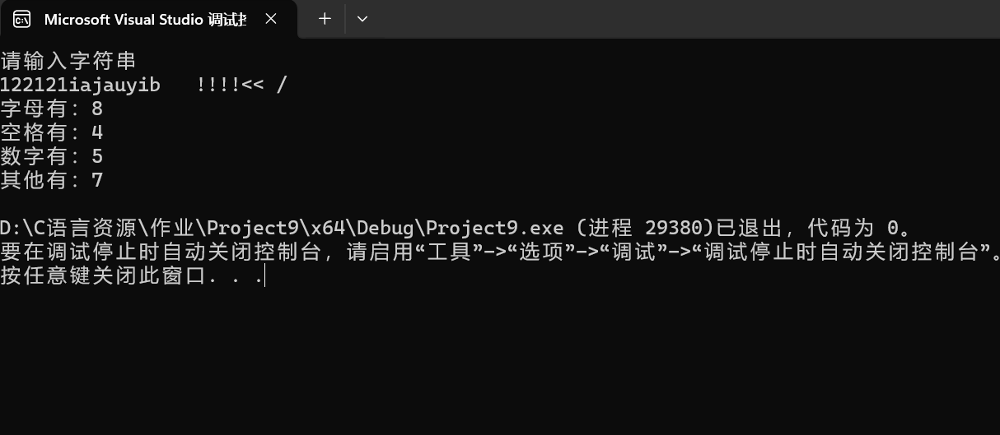 Microsoft Visual Studio 调试
请输入字符串
122121iajauyib   !!!!<< /
字母有：8
空格有：4
数字有：5
其他有：7
D:\C语言资源\作业\Project9\x64\Debug\Project9.exe (进程 29380)已退出，代码为 0。
要在调试停止时自动关闭控制台，请启用“工具”->“选项”->“调试”->“调试停止时自动关闭控制台”。
按任意键关闭此窗口. . .